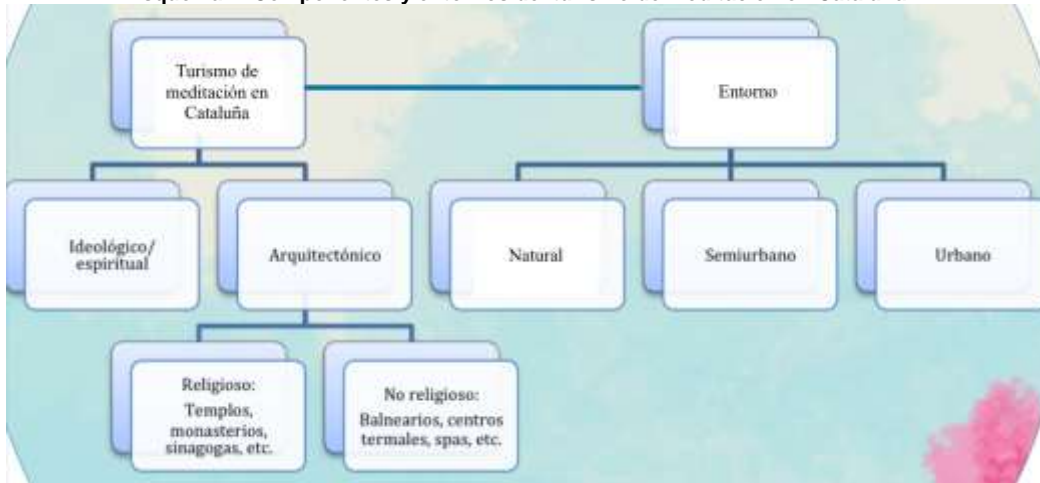 Turismo de
meditación en
Cataluña
Entorno
Ideológico/
espiritual
Arquitectónico
Natural
Semiurbano
Urbano
Religioso:
Templos,
monasterios,
sinagogas, etc.
No religioso:
Balnearios, centros
termales, spas, etc.